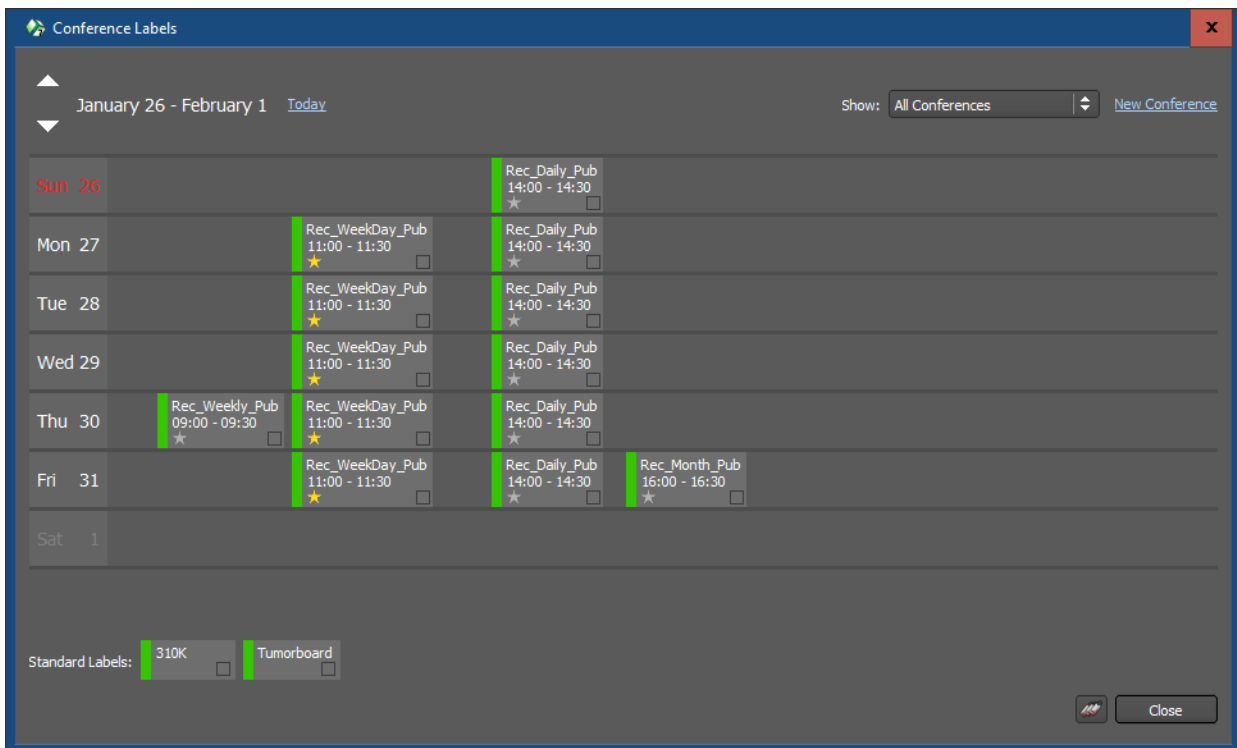 Conference Labels
x
January 26 - February 1 Today Show: All Conferences New Conference
Sun 26
Rec_Daily_Pub
14:00 - 14:30
Mon 27
Rec_WeekDay_Pub
11:00 - 11:30
Rec_Daily_Pub
14:00 - 14:30
Tue 28
Rec_WeekDay_Pub
11:00 - 11:30
Rec_Daily_Pub
14:00 - 14:30
Wed 29
Rec_WeekDay_Pub
11:00 - 11:30
Rec_Daily_Pub
14:00 - 14:30
Thu 30
Rec_Weekly_Pub
09:00 - 09:30
Rec_WeekDay_Pub
11:00 - 11:30
Rec_Daily_Pub
14:00 - 14:30
Fri 31
Rec_WeekDay_Pub
11:00 - 11:30
Rec_Daily_Pub
14:00 - 14:30
Rec_Month_Pub
16:00 - 16:30
Sat 1
Standard Labels: 310K Tumorboard
Close